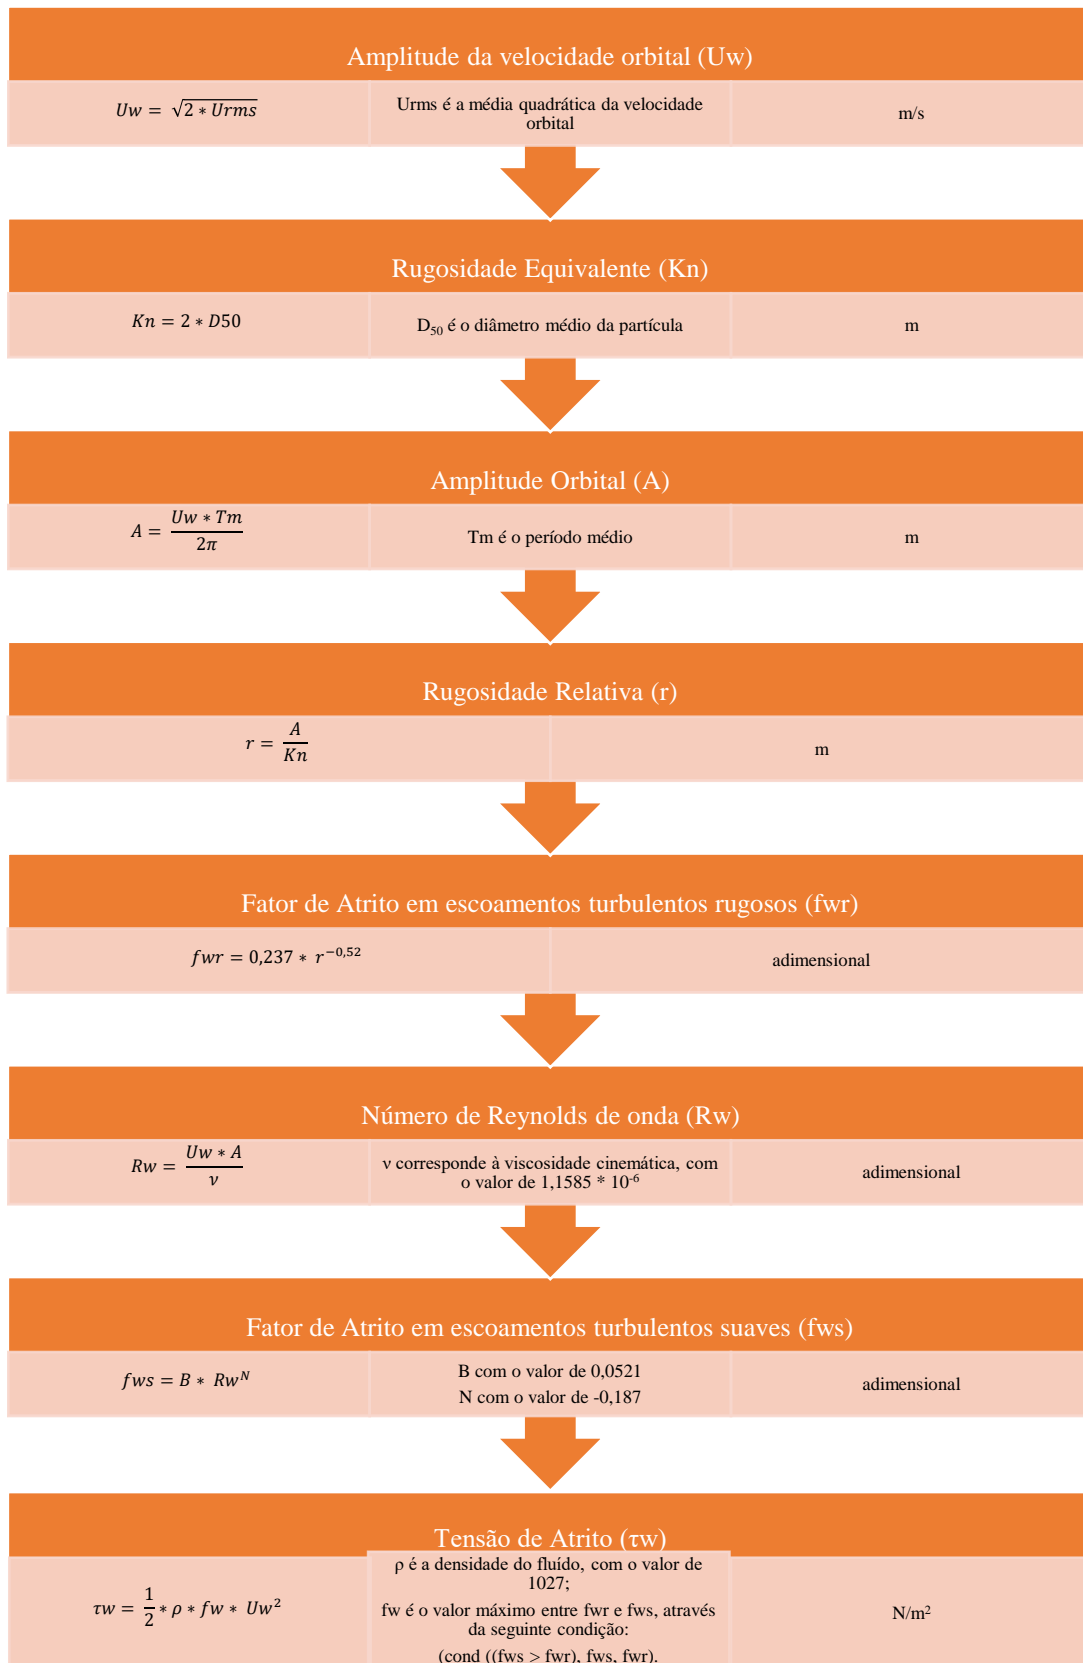 Amplitude da velocidade orbital (Uw)
Uw = √2 * Urms
Urms é a média quadrática da velocidade
orbital
m/s
Rugosidade Equivalente (Kn)
Kn = 2 * D50
D₅₀ é o diâmetro médio da partícula
m
Amplitude Orbital (A)
A = Uw * Tm / 2π
Tm é o período médio
m
Rugosidade Relativa (r)
r = A / Kn
m
Fator de Atrito em escoamentos turbulentos rugosos (fwr)
fwr = 0,237 * r⁻⁰,⁵²
adimensional
Número de Reynolds de onda (Rw)
Rw = Uw * A / ν
ν corresponde à viscosidade cinemática, com
o valor de 1,1585 * 10⁻⁶
adimensional
Fator de Atrito em escoamentos turbulentos suaves (fws)
fws = B * Rwᴺ
B com o valor de 0,0521
N com o valor de -0,187
adimensional
Tensão de Atrito (τw)
τw = 1/2 * ρ * fw * Uw²
ρ é a densidade do fluído, com o valor de
1027;
fw é o valor máximo entre fwr e fws, através
da seguinte condição:
(cond ((fws > fwr), fws, fwr).
N/m²